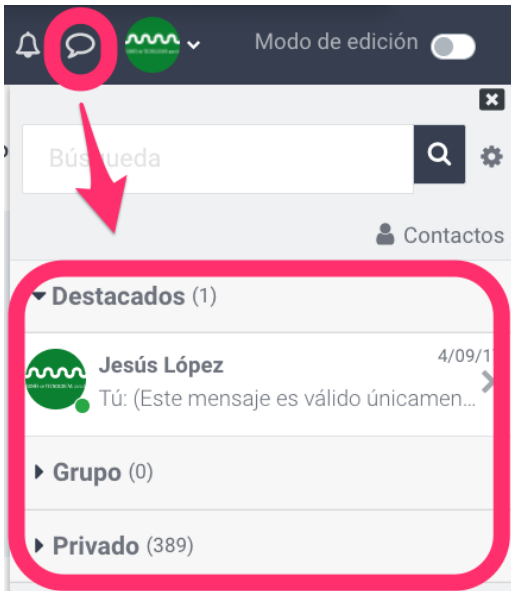 Modo de edición
Búsqueda
Contactos
Destacados (1)
Jesús López
4/09/17
Tú: (Este mensaje es válido únicamen...
Grupo (0)
Privado (389)